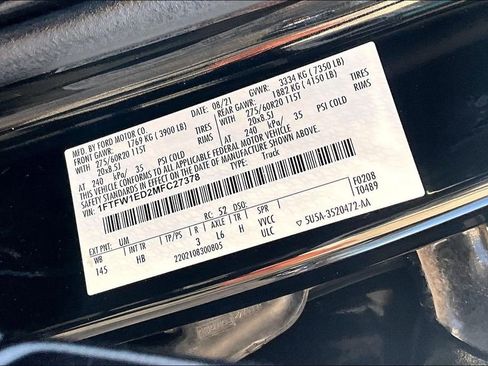 MFD. BY FORD MOTOR CO.
08/21
GVWR: 3334 KG ( 7350 LB)
FRONT GAWR: 1769 KG ( 3900 LB)
REAR GAWR: 1882 KG ( 4150 LB)
WITH 275/60R20 115T TIRES
WITH 275/60R20 115T TIRES
20x8.5J RIMS
20x8.5J RIMS
AT 240 kPa/ 35 PSI COLD
AT 240 kPa/ 35 PSI COLD
THIS VEHICLE CONFORMS TO ALL APPLICABLE FEDERAL MOTOR VEHICLE
SAFETY STANDARDS IN EFFECT ON THE DATE OF MANUFACTURE SHOWN ABOVE.
1FTFW1ED2MFC27378
TYPE: Truck
F0208
T0489
EXT PNT: UM RC: 52 DSO:
WB INT TR TP/PS R AXLE TR SPR
145 HB 3 L6 H VVCC
2202108300805 ULC
5U5A-3520472-AA